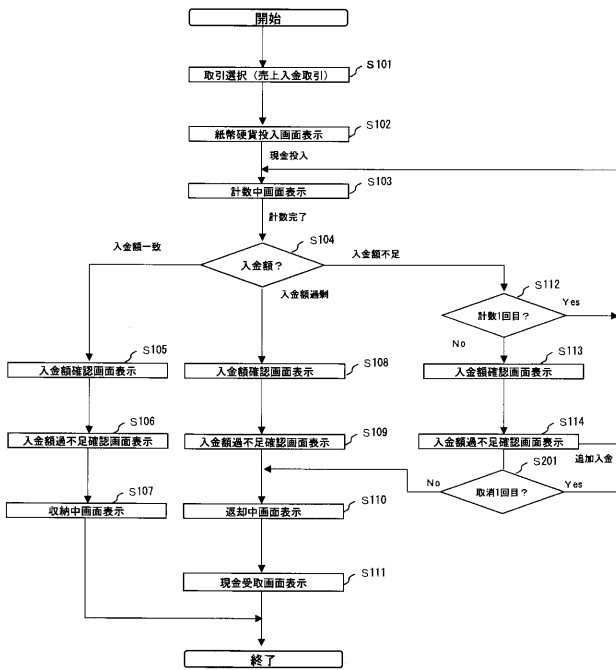 開始
S101
取引選択（売上入金取引）
S102
紙幣硬貨投入画面表示
現金投入
S103
計数中画面表示
計数完了
S104
入金額？
入金額一致
入金額過剰
入金額不足
S112
計数1回目？
Yes
No
S105
入金額確認画面表示
S108
入金額確認画面表示
S113
入金額確認画面表示
S106
入金額過不足確認画面表示
S109
入金額過不足確認画面表示
S114
入金額過不足確認画面表示
追加入金
S201
取消1回目？
No
Yes
S107
収納中画面表示
S110
返却中画面表示
S111
現金受取画面表示
終了